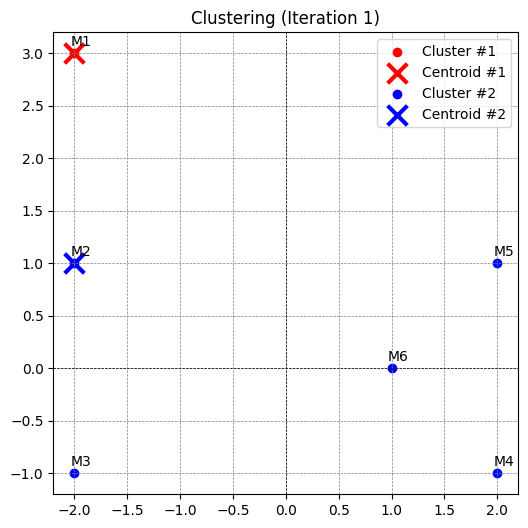 Clustering (Iteration 1)
M1
3.0
Cluster #1
Centroid #1
Cluster #2
Centroid #2
2.5
2.0
1.5
M2
M5
1.0
0.5
M6
0.0
−0.5
M3
M4
−1.0
−2.0 −1.5 −1.0 −0.5 0.0 0.5 1.0 1.5 2.0